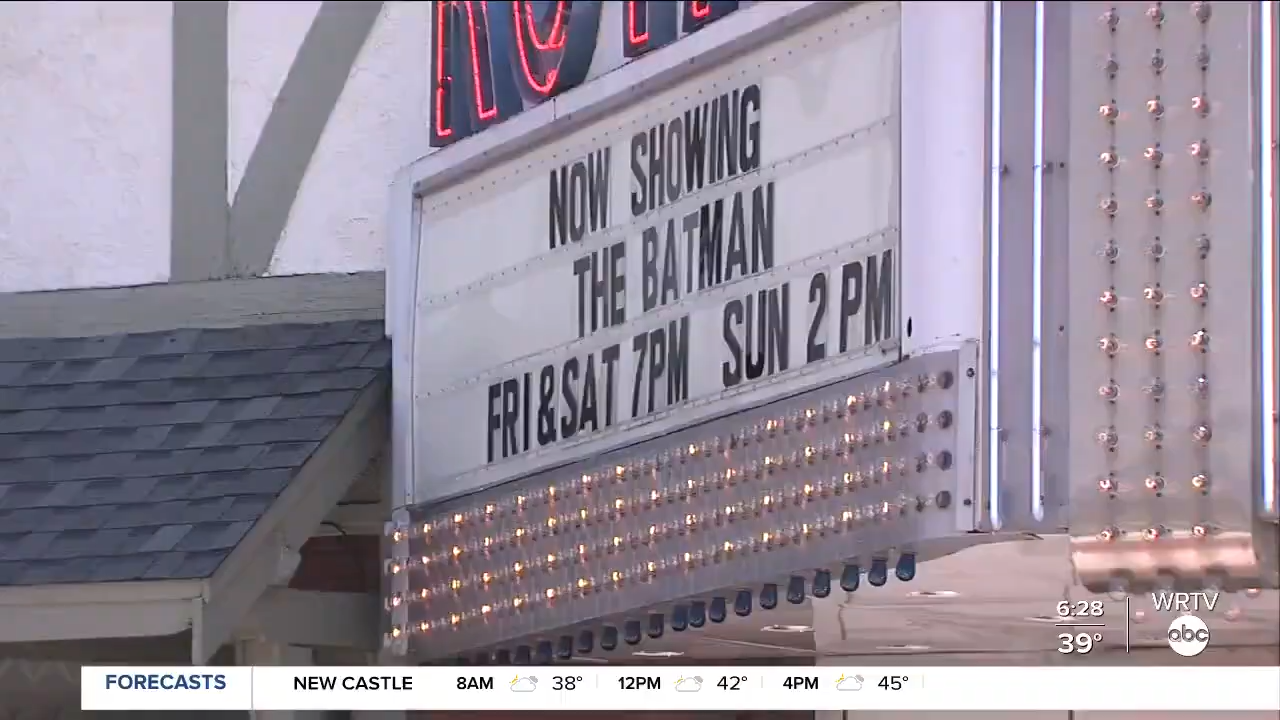 NOW SHOWING
THE BATMAN
FRI & SAT 7PM SUN 2 PM
6:28
39°
WRTV
abc
FORECASTS NEW CASTLE 8AM 38° 12PM 42° 4PM 45°